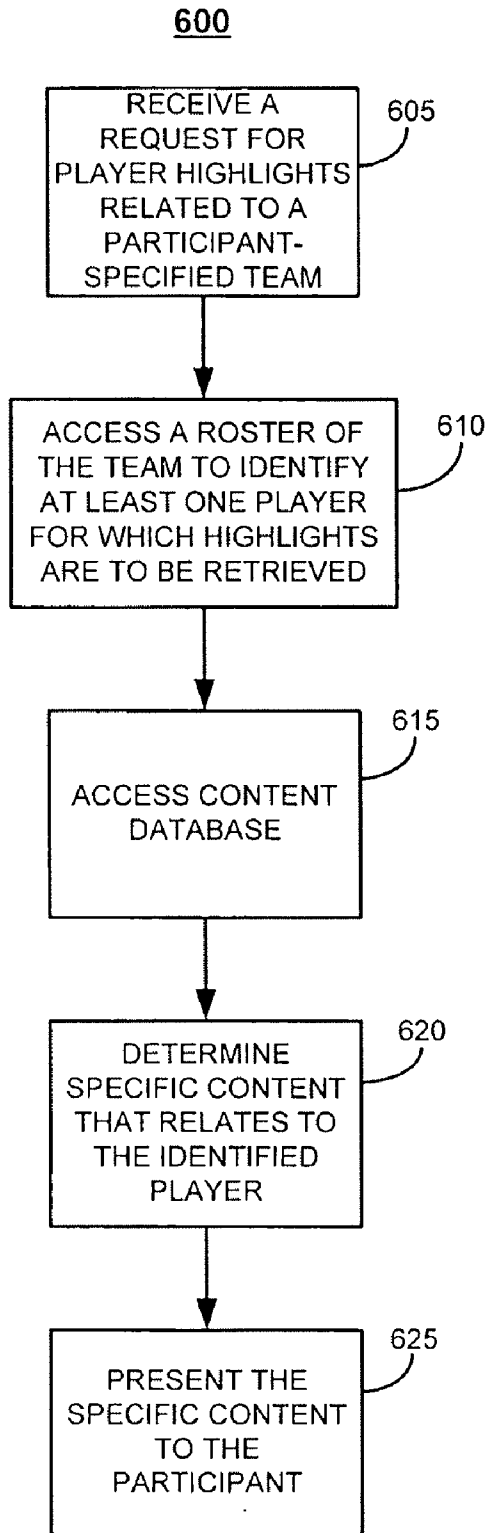 600
RECEIVE A
REQUEST FOR
PLAYER HIGHLIGHTS
RELATED TO A
PARTICIPANT-
SPECIFIED TEAM
605
ACCESS A ROSTER OF
THE TEAM TO IDENTIFY
AT LEAST ONE PLAYER
FOR WHICH HIGHLIGHTS
ARE TO BE RETRIEVED
610
ACCESS CONTENT
DATABASE
615
DETERMINE
SPECIFIC CONTENT
THAT RELATES TO
THE IDENTIFIED
PLAYER
620
PRESENT THE
SPECIFIC CONTENT
TO THE
PARTICIPANT
625